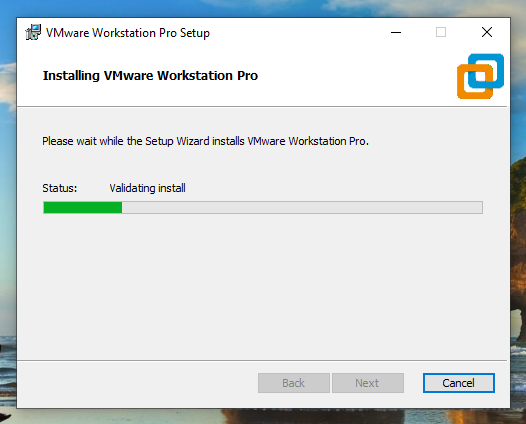 VMware Workstation Pro Setup
Installing VMware Workstation Pro
Please wait while the Setup Wizard installs VMware Workstation Pro.
Status: Validating install
Back Next Cancel